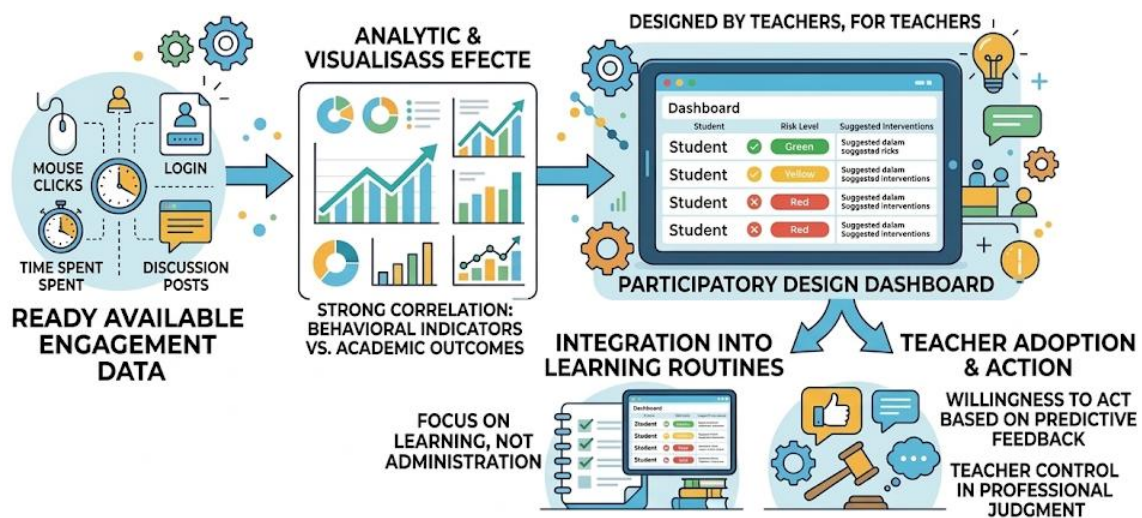 MOUSE
CLICKS
LOGIN
TIME SPENT
SPENT
DISCUSSION
POSTS
READY AVAILABLE
ENGAGEMENT
DATA
ANALYTIC &
VISUALISASS EFECTE
STRONG CORRELATION:
BEHAVIORAL INDICATORS
VS. ACADEMIC OUTCOMES
DESIGNED BY TEACHERS, FOR TEACHERS
Dashboard
Student Risk Level Suggested Interventions
Student Green Suggested dalam
suggasted ricks
Student Yellow Suggested dalam
Suggested interventions
Student Red Suggested dalam
Suggested Interventions
Student Red Suggested dalam
Suggested Interventions
PARTICIPATORY DESIGN DASHBOARD
INTEGRATION INTO
LEARNING ROUTINES
FOCUS ON
LEARNING, NOT
ADMINISTRATION
Dashboard
Student
Student
Student
Student
TEACHER ADOPTION
& ACTION
WILLINGNESS TO ACT
BASED ON PREDICTIVE
FEEDBACK
TEACHER CONTROL
IN PROFESSIONAL
JUDGMENT